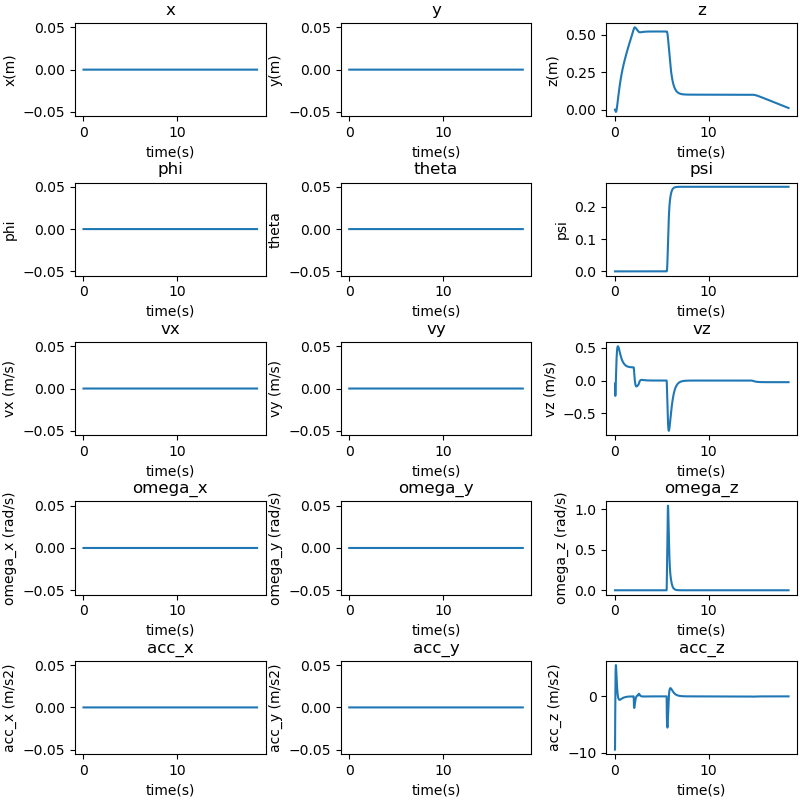 x
y
z
0.05
0.00
−0.05
x(m)
0
10
time(s)
0.05
0.00
−0.05
y(m)
0
10
time(s)
0.50
0.25
0.00
z(m)
0
10
time(s)
phi
theta
psi
0.05
0.00
−0.05
phi
0
10
time(s)
0.05
0.00
−0.05
theta
0
10
time(s)
0.2
0.1
0.0
psi
0
10
time(s)
vx
vy
vz
0.05
0.00
−0.05
vx (m/s)
0
10
time(s)
0.05
0.00
−0.05
vy (m/s)
0
10
time(s)
0.5
0.0
−0.5
vz (m/s)
0
10
time(s)
omega_x
omega_y
omega_z
0.05
0.00
−0.05
omega_x (rad/s)
0
10
time(s)
0.05
0.00
−0.05
omega_y (rad/s)
0
10
time(s)
1.0
0.5
0.0
omega_z (rad/s)
0
10
time(s)
acc_x
acc_y
acc_z
0.05
0.00
−0.05
acc_x (m/s2)
0
10
time(s)
0.05
0.00
−0.05
acc_y (m/s2)
0
10
time(s)
0
−10
acc_z (m/s2)
0
10
time(s)